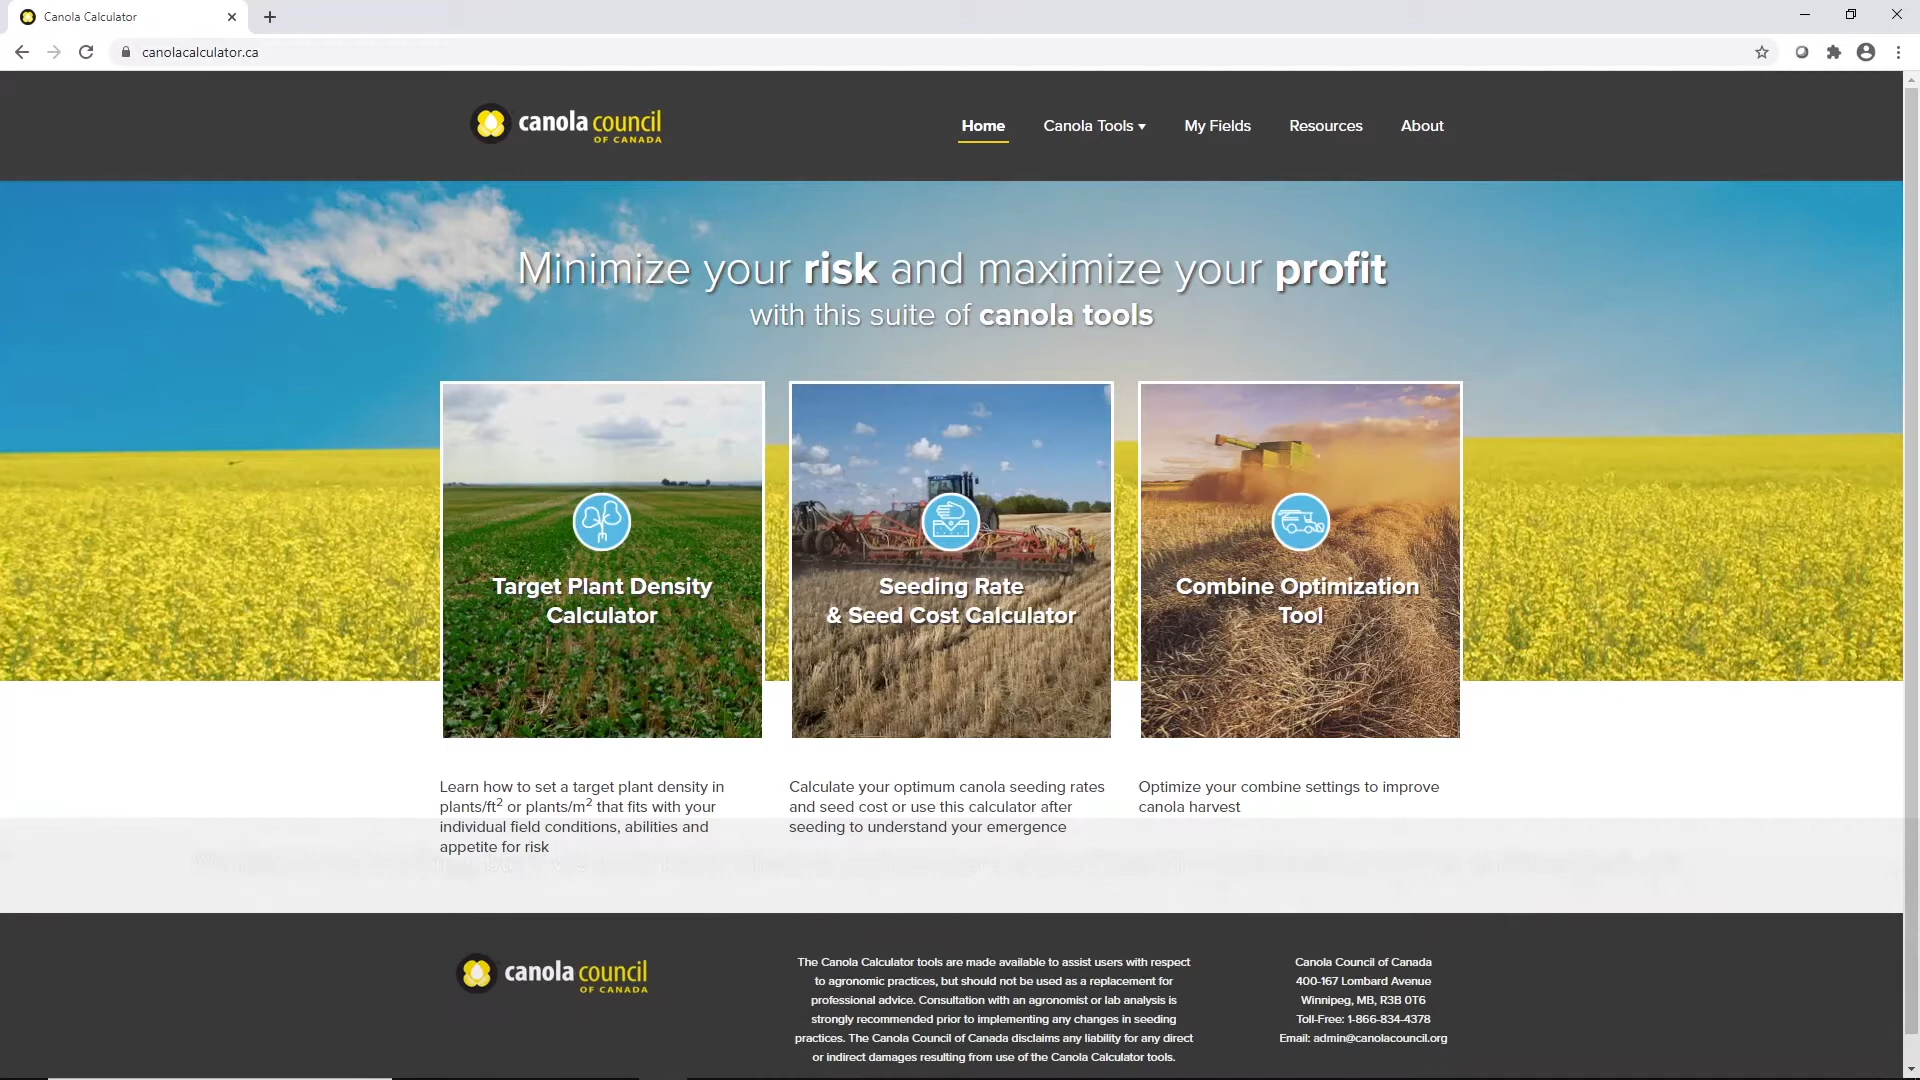 Canola Calculator
canolacalculator.ca
canola council
OF CANADA
Home
Canola Tools
My Fields
Resources
About
Minimize your risk and maximize your profit
with this suite of canola tools
Target Plant Density
Calculator
Seeding Rate
& Seed Cost Calculator
Combine Optimization
Tool
Learn how to set a target plant density in
plants/ft2 or plants/m2 that fits with your
individual field conditions, abilities and
appetite for risk
Calculate your optimum canola seeding rates
and seed cost or use this calculator after
seeding to understand your emergence
Optimize your combine settings to improve
canola harvest
canola council
OF CANADA
The Canola Calculator tools are made available to assist users with respect
to agronomic practices, but should not be used as a replacement for
professional advice. Consultation with an agronomist or lab analysis is
strongly recommended prior to implementing any changes in seeding
practices. The Canola Council of Canada disclaims any liability for any direct
or indirect damages resulting from use of the Canola Calculator tools.
Canola Council of Canada
400-167 Lombard Avenue
Winnipeg, MB, R3B 0T6
Toll-Free: 1-866-834-4378
Email: admin@canolacouncil.org